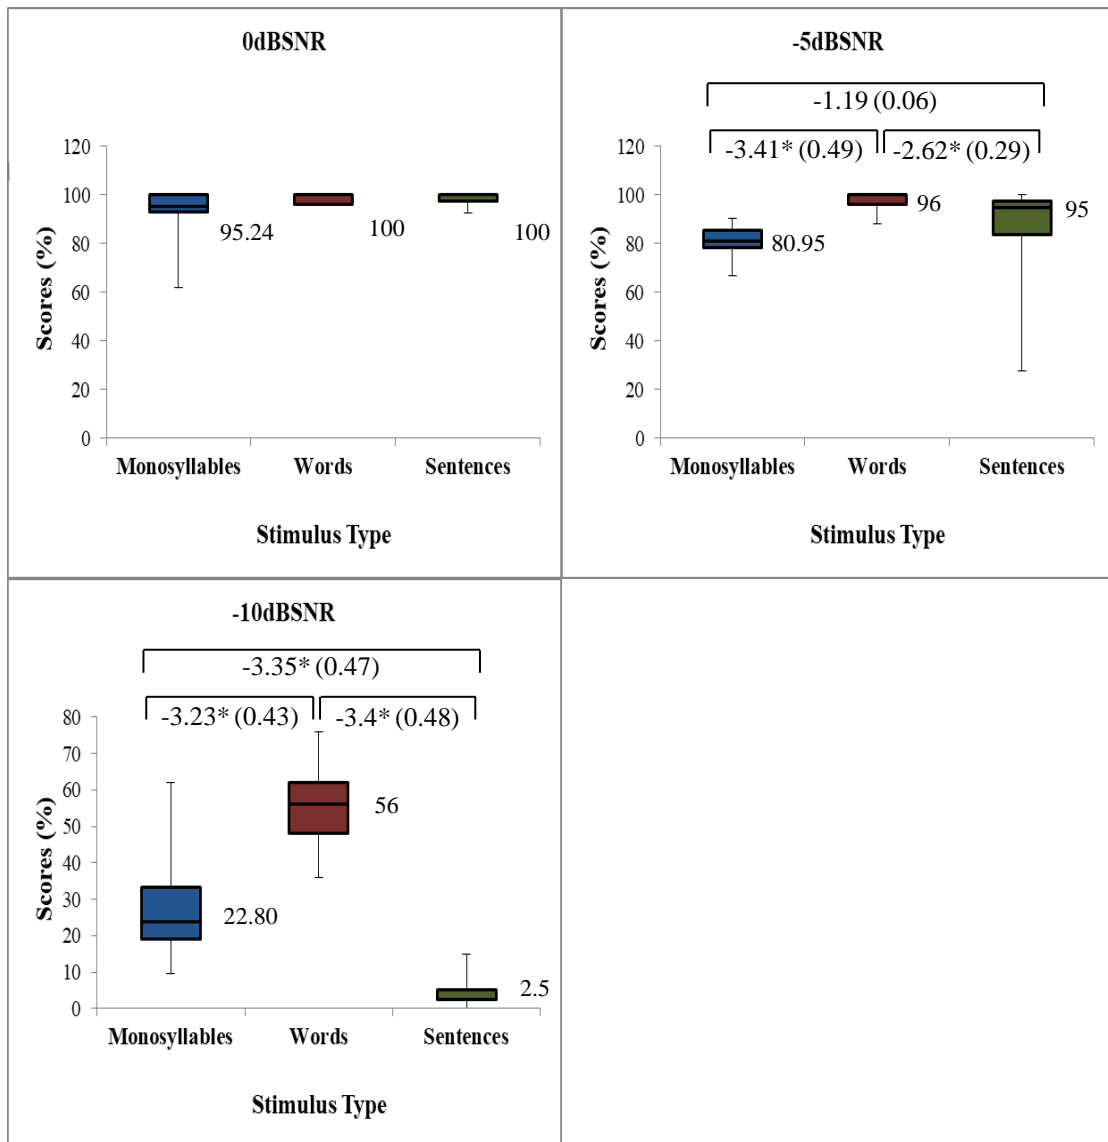 0dBSNR
120
100
80
60
40
20
0
Scores (%)
95.24
100
100
Monosyllables Words Sentences
Stimulus Type
-5dBSNR
-1.19 (0.06)
-3.41* (0.49) -2.62* (0.29)
120
100
80
60
40
20
0
Scores (%)
80.95
96
95
Monosyllables Words Sentences
Stimulus Type
-10dBSNR
-3.35* (0.47)
-3.23* (0.43) -3.4* (0.48)
80
70
60
50
40
30
20
10
0
Scores (%)
22.80
56
2.5
Monosyllables Words Sentences
Stimulus Type